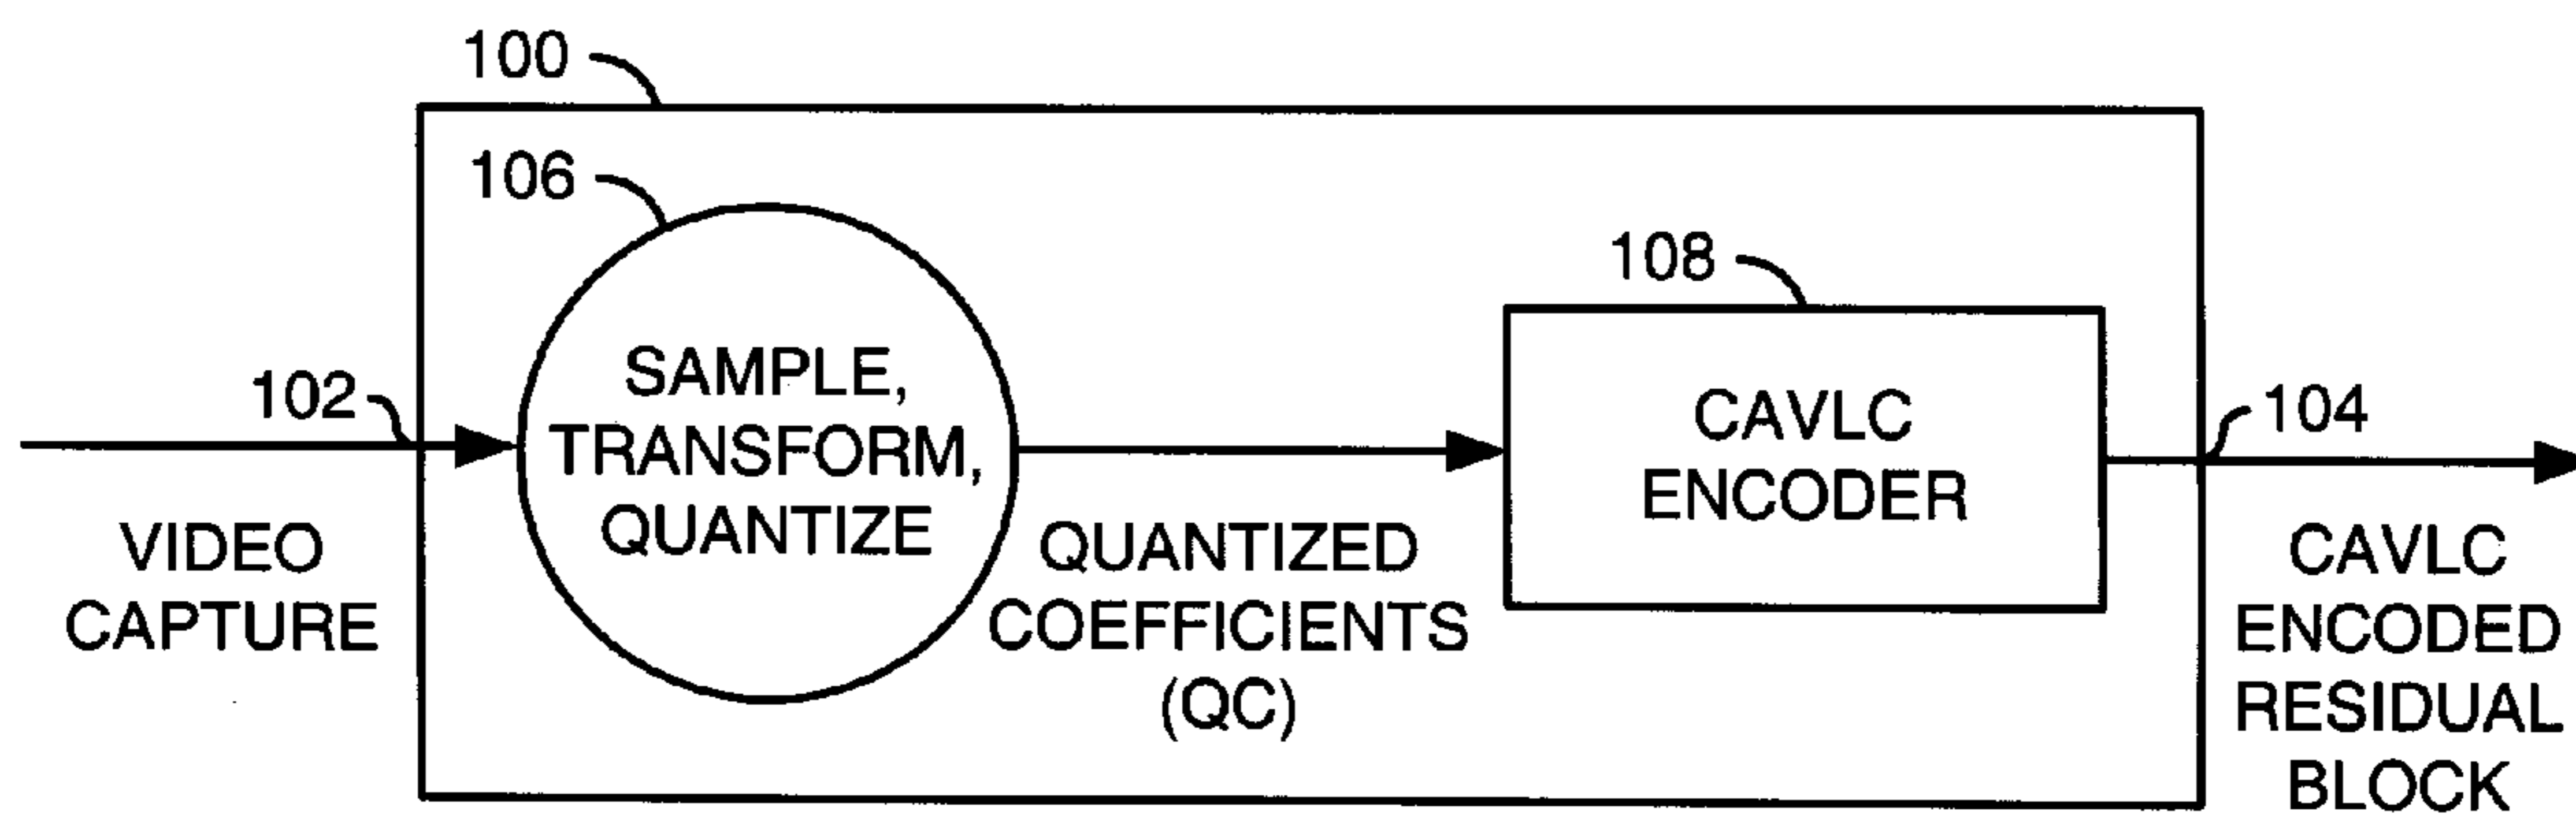 100
106
108
102
104
SAMPLE,
TRANSFORM,
QUANTIZE
CAVLC
ENCODER
VIDEO
CAPTURE
QUANTIZED
COEFFICIENTS
(QC)
CAVLC
ENCODED
RESIDUAL
BLOCK